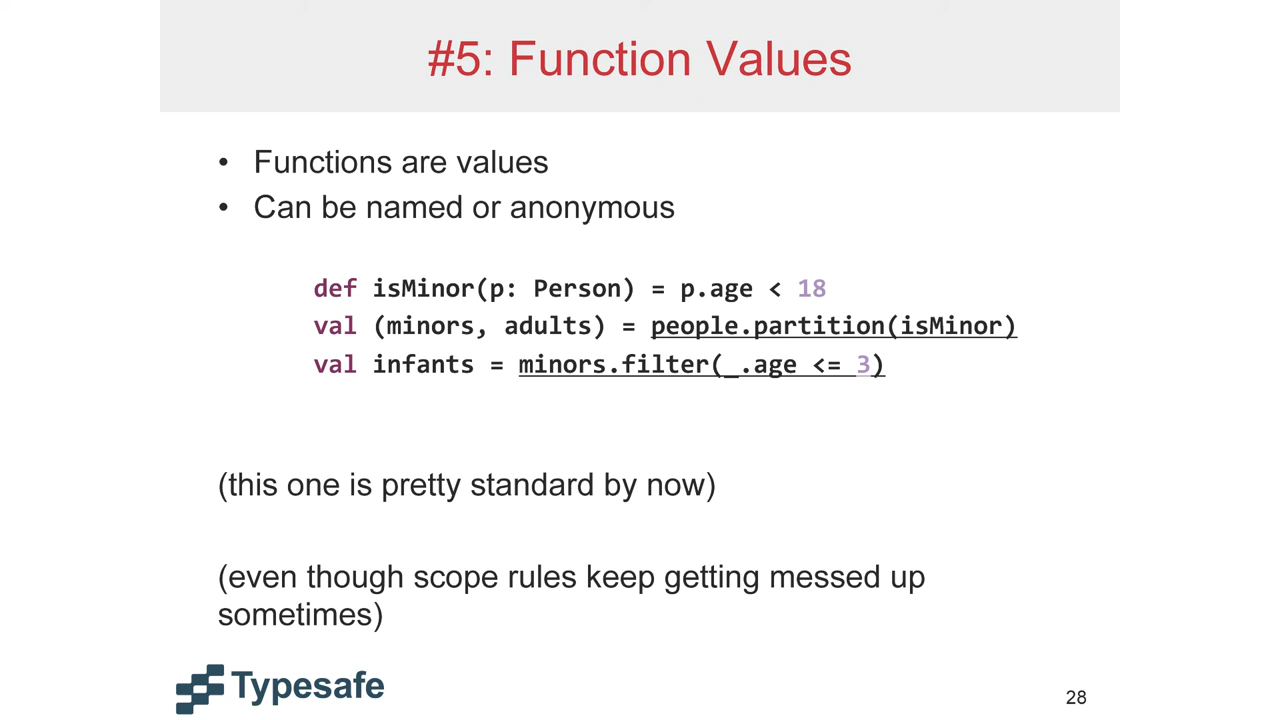 #5: Function Values
• Functions are values
• Can be named or anonymous
def isMinor(p: Person) = p.age < 18
val (minors, adults) = people.partition(isMinor)
val infants = minors.filter(_.age <= 3)
(this one is pretty standard by now)
(even though scope rules keep getting messed up
sometimes)
Typesafe
28